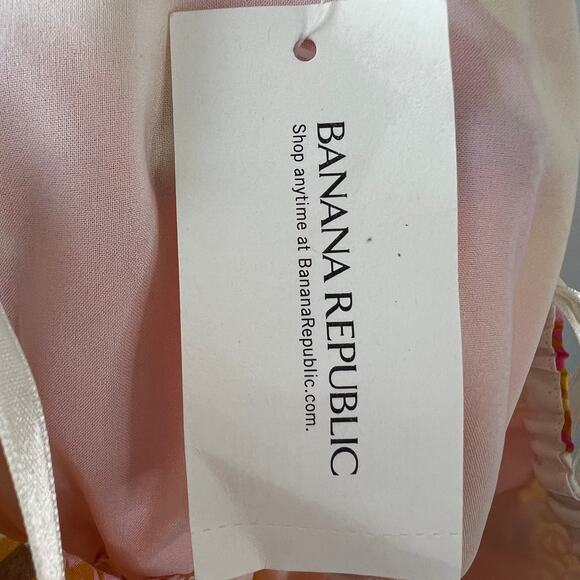 BANANA REPUBLIC
Shop anytime at BananaRepublic.com.